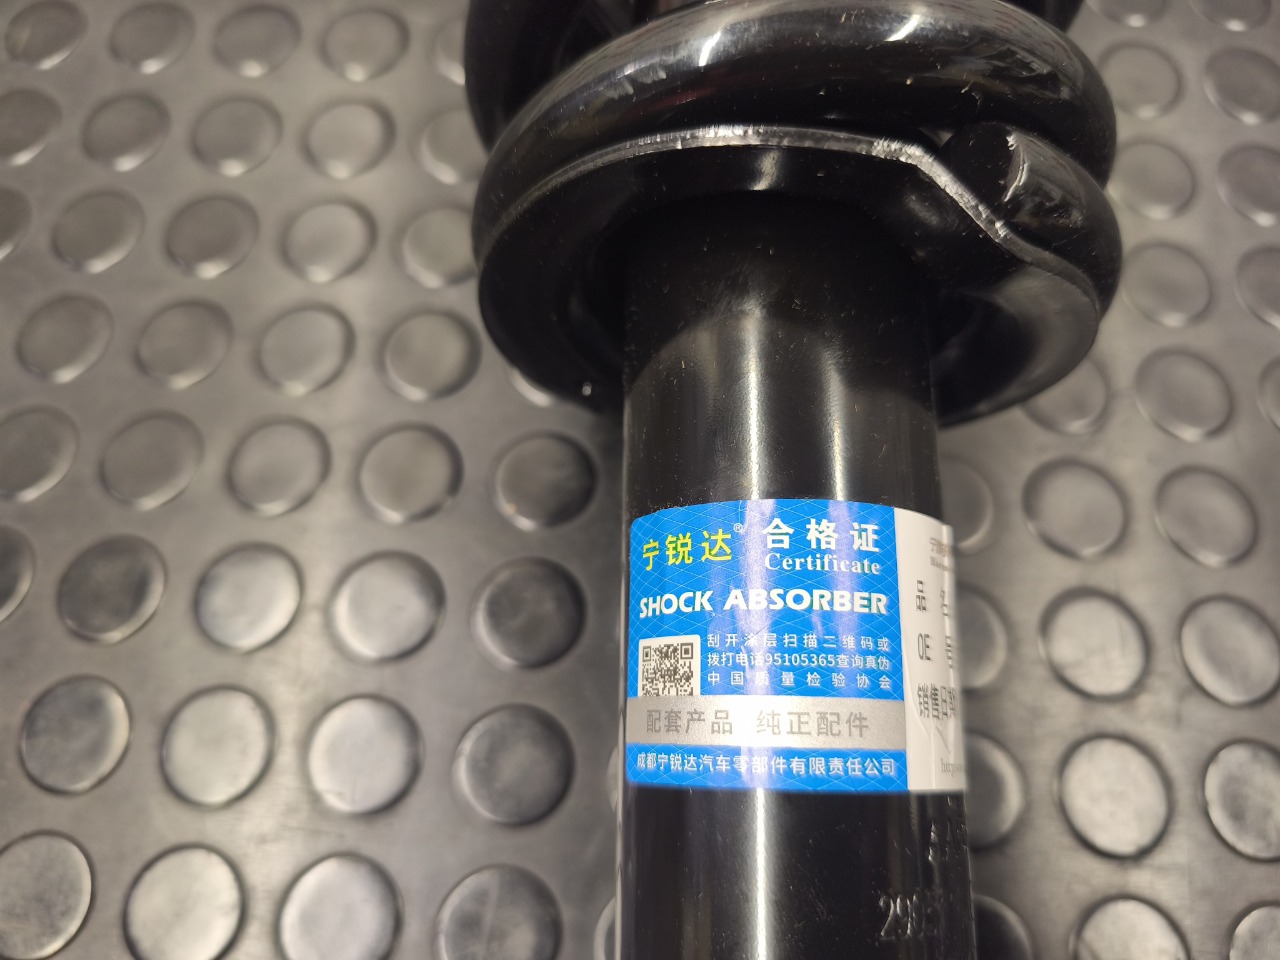 宁锐达® 合格证
Certificate
SHOCK ABSORBER
刮开涂层扫描二维码或
拨打电话95105365查询真伪
中国质量检验协会
配套产品 纯正配件
成都宁锐达汽车零部件有限责任公司
品 名
OE 号
销售日期